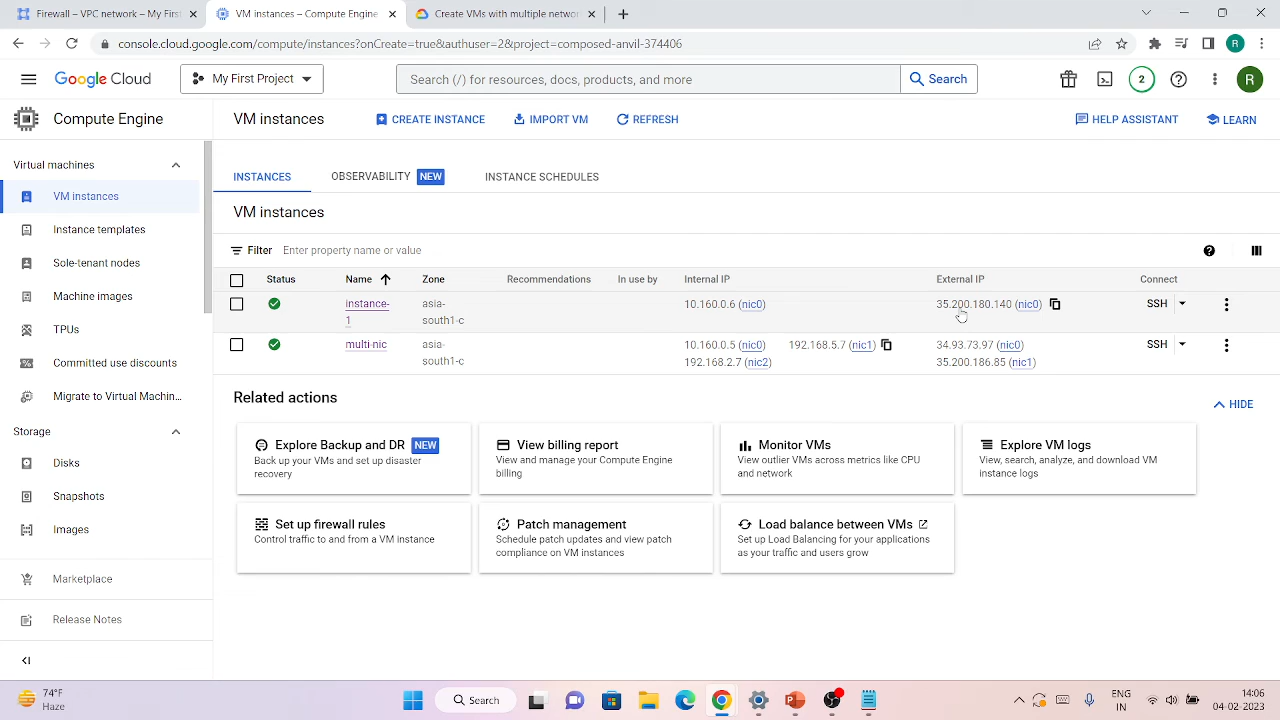 Firewall – VPC network – My Firs
VM instances – Compute Engine
Create VMs with multiple networ
console.cloud.google.com/compute/instances?onCreate=true&authuser=2&project=composed-anvil-374406
R
Google Cloud
My First Project
Search (/) for resources, docs, products, and more
Search
2
R
Compute Engine
VM instances
CREATE INSTANCE
IMPORT VM
REFRESH
HELP ASSISTANT
LEARN
Virtual machines
VM instances
Instance templates
Sole-tenant nodes
Machine images
TPUs
Committed use discounts
Migrate to Virtual Machin...
Storage
Disks
Snapshots
Images
Marketplace
Release Notes
INSTANCES
OBSERVABILITY NEW
INSTANCE SCHEDULES
VM instances
Filter Enter property name or value
Status Name Zone Recommendations In use by Internal IP External IP Connect
instance- asia- 10.160.0.6 (nic0) 35.200.180.140 (nic0) SSH
1 south1-c
multi-nic asia- 10.160.0.5 (nic0) 192.168.5.7 (nic1) 34.93.73.97 (nic0) SSH
south1-c 192.168.2.7 (nic2) 35.200.186.85 (nic1)
Related actions
HIDE
Explore Backup and DR NEW
Back up your VMs and set up disaster
recovery
View billing report
View and manage your Compute Engine
billing
Monitor VMs
View outlier VMs across metrics like CPU
and network
Explore VM logs
View, search, analyze, and download VM
instance logs
Set up firewall rules
Control traffic to and from a VM instance
Patch management
Schedule patch updates and view patch
compliance on VM instances
Load balance between VMs
Set up Load Balancing for your applications
as your traffic and users grow
74°F
Haze
Search
ENG
IN
14:06
04-02-2023